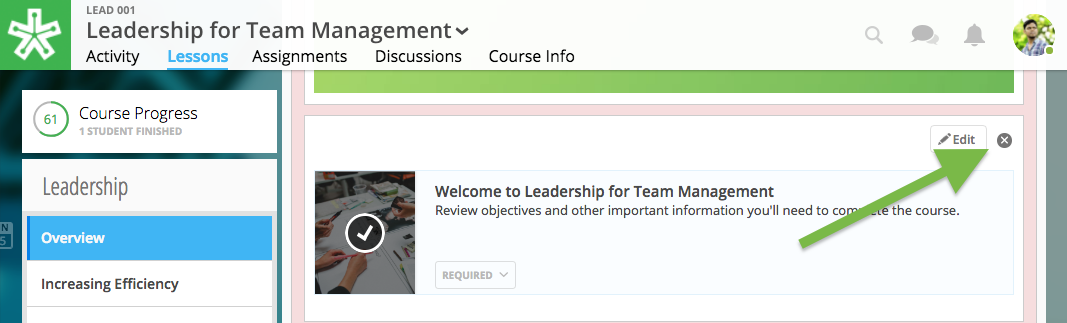 LEAD 001
Leadership for Team Management
Activity Lessons Assignments Discussions Course Info
61
Course Progress
1 STUDENT FINISHED
Leadership
Overview
Increasing Efficiency
Edit
Welcome to Leadership for Team Management
Review objectives and other important information you'll need to complete the course.
REQUIRED
N
5